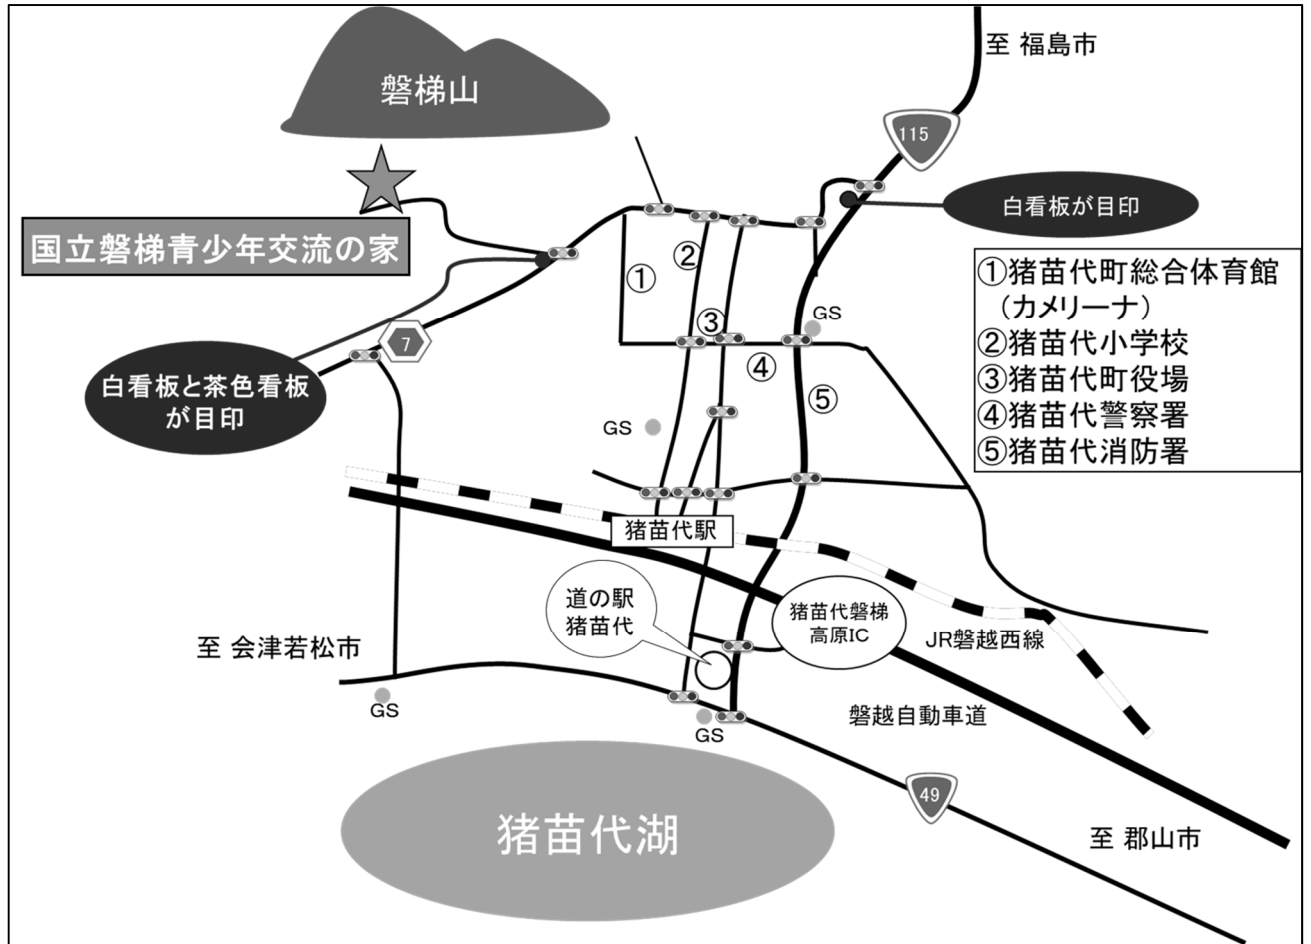 至 福島市
磐梯山
115
白看板が目印
国立磐梯青少年交流の家
①猪苗代町総合体育館
（カメリーナ）
②猪苗代小学校
③猪苗代町役場
④猪苗代警察署
⑤猪苗代消防署
②
①
GS
③
7
④
白看板と茶色看板
が目印
⑤
GS
猪苗代駅
道の駅
猪苗代
猪苗代磐梯
高原IC
JR磐越西線
至 会津若松市
GS
磐越自動車道
GS
49
猪苗代湖
至 郡山市